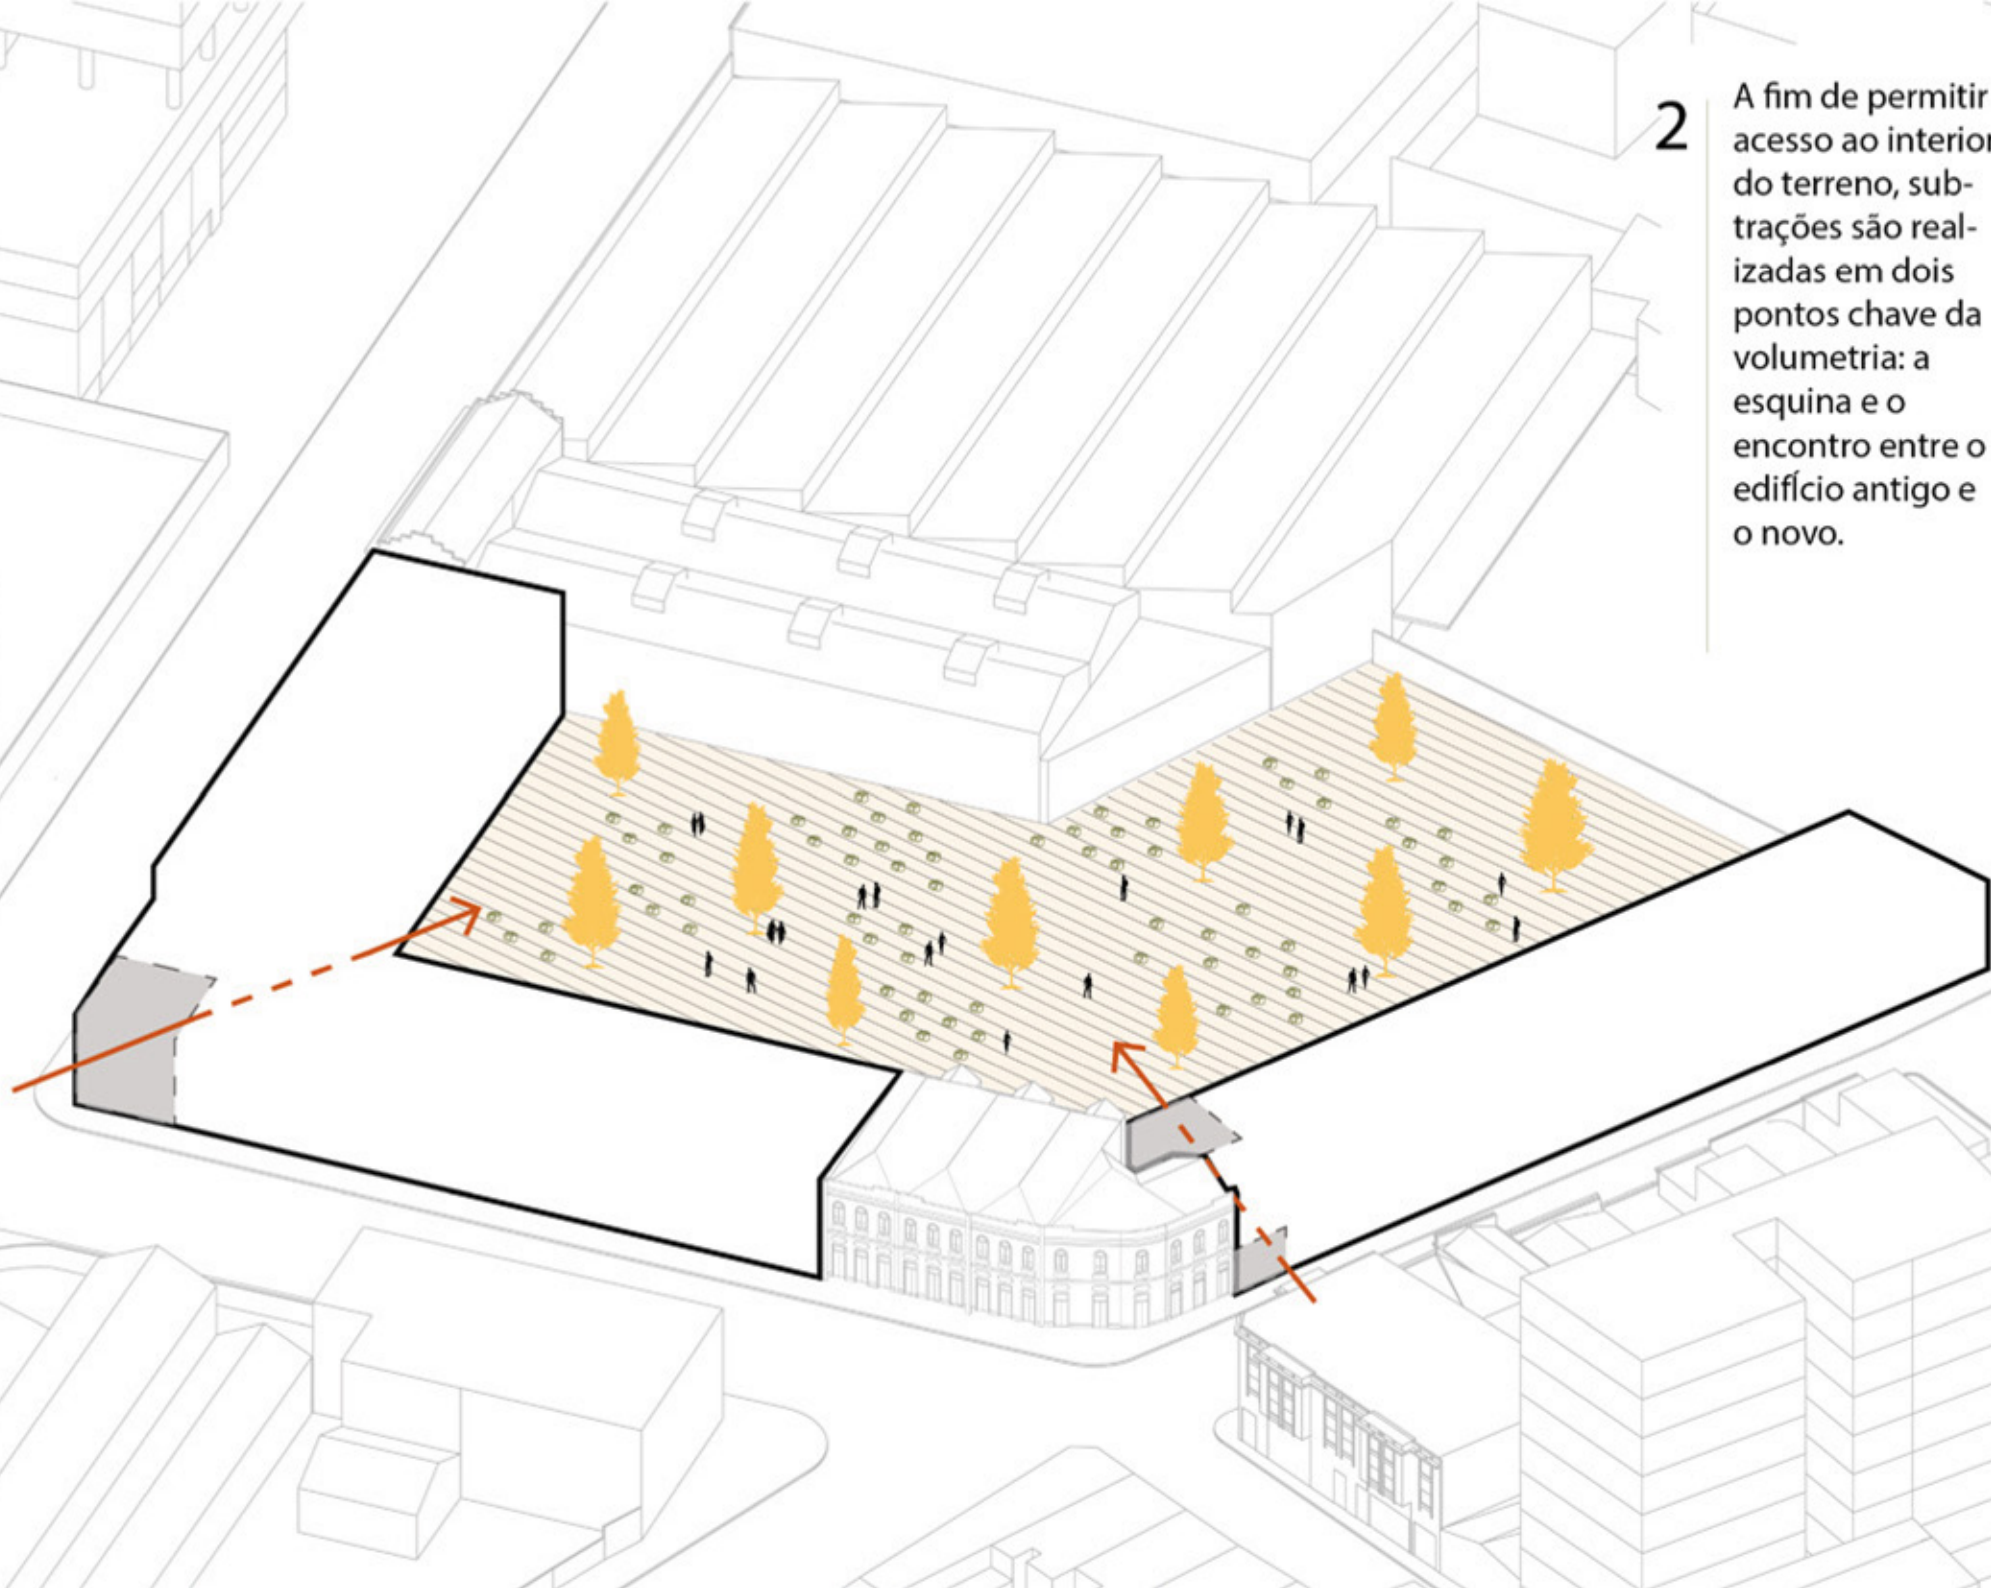 2
A fim de permitir
acesso ao interior
do terreno, sub-
trações são real-
izadas em dois
pontos chave da
volumetria: a
esquina e o
encontro entre o
edifÍcio antigo e
o novo.